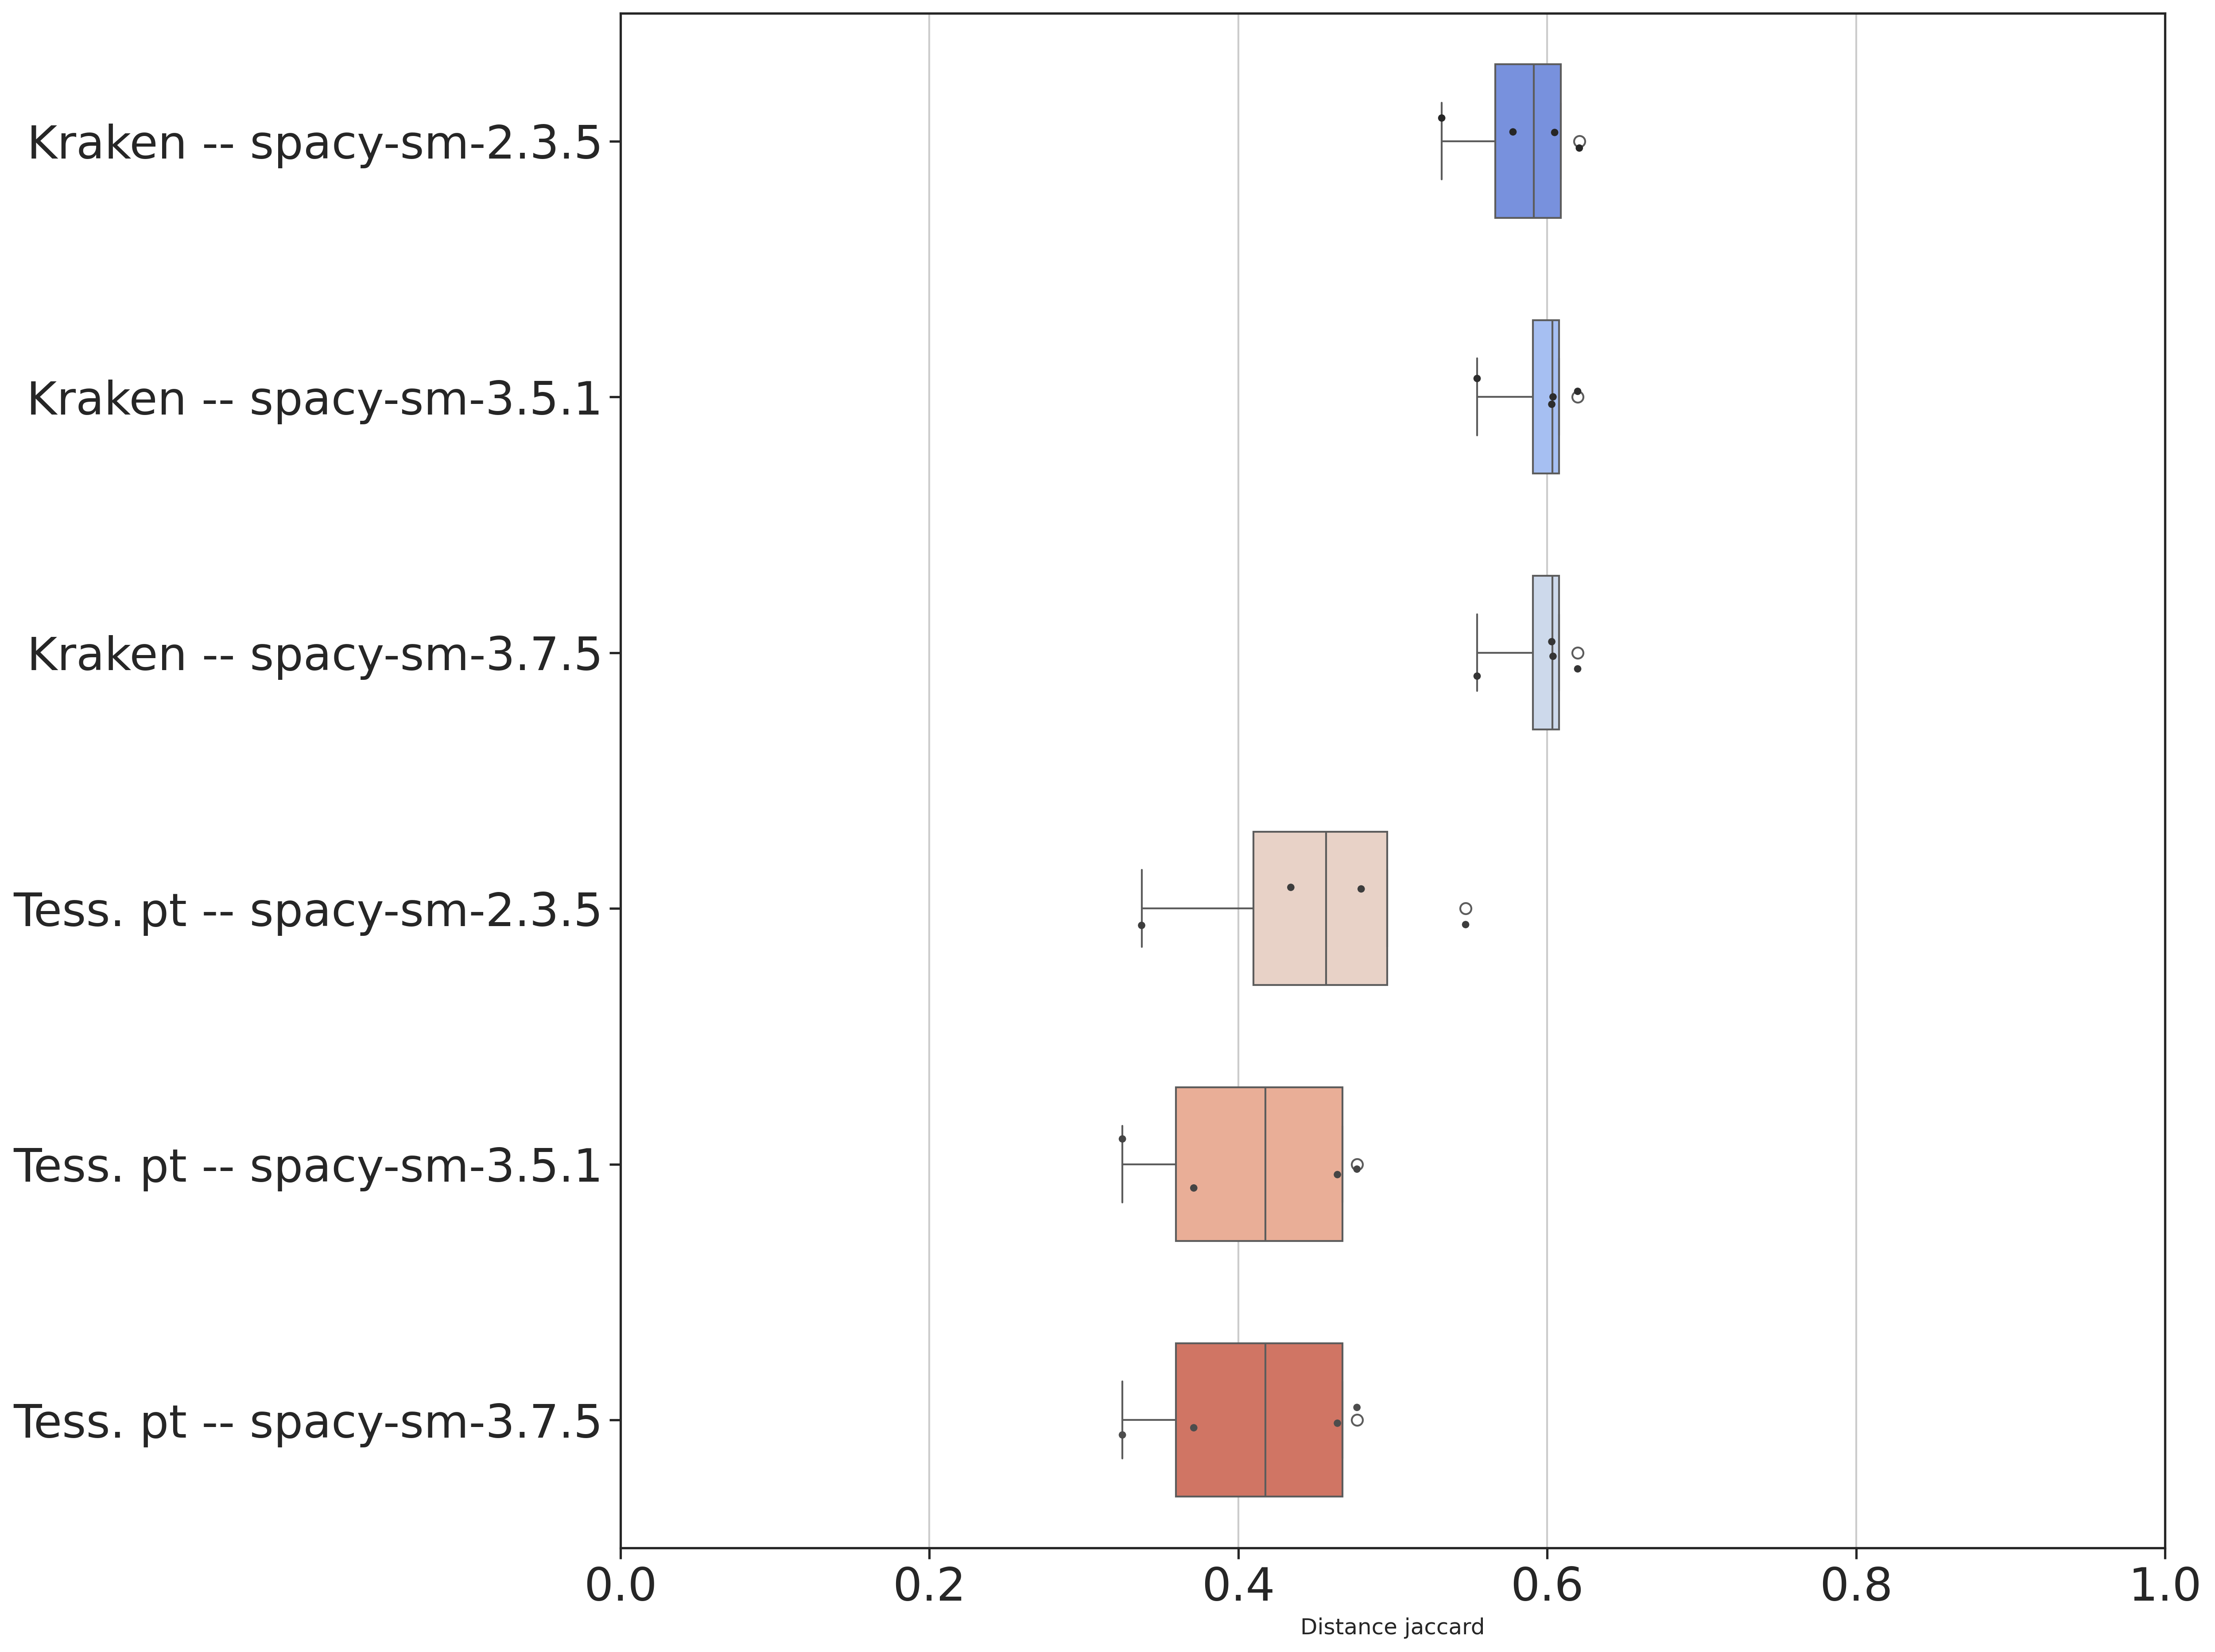 Kraken -- spacy-sm-2.3.5
Kraken -- spacy-sm-3.5.1
Kraken -- spacy-sm-3.7.5
Tess. pt -- spacy-sm-2.3.5
Tess. pt -- spacy-sm-3.5.1
Tess. pt -- spacy-sm-3.7.5
0.0 0.2 0.4 0.6 0.8 1.0
Distance jaccard